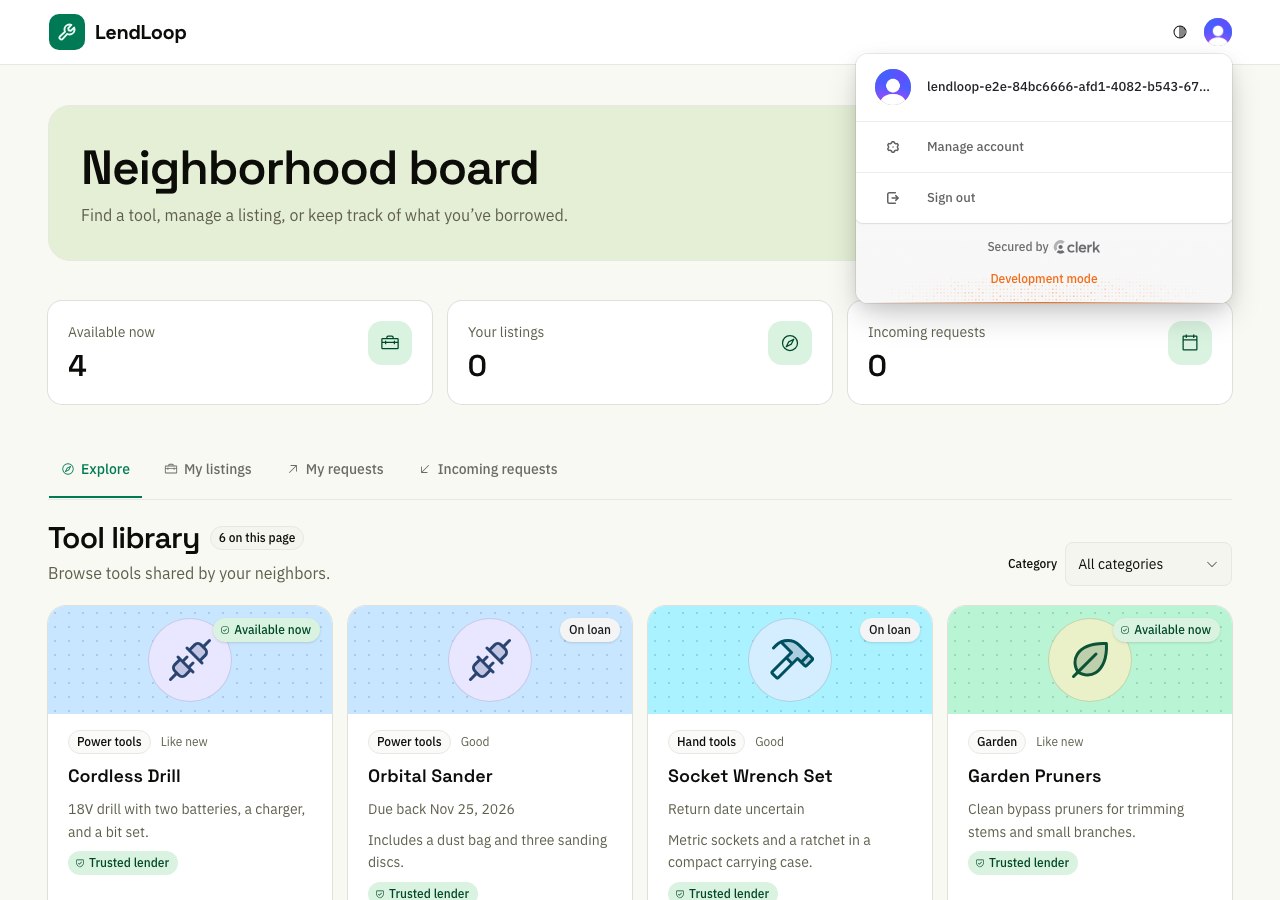 LendLoop
lendloop-e2e-84bc6666-afd1-4082-b543-67...
Manage account
Sign out
Secured by clerk
Development mode
Neighborhood board
Find a tool, manage a listing, or keep track of what you’ve borrowed.
Available now
4
Your listings
0
Incoming requests
0
Explore
My listings
My requests
Incoming requests
Tool library
6 on this page
Browse tools shared by your neighbors.
Category
All categories
Available now
Power tools
Like new
Cordless Drill
18V drill with two batteries, a charger,
and a bit set.
Trusted lender
On loan
Power tools
Good
Orbital Sander
Due back Nov 25, 2026
Includes a dust bag and three sanding
discs.
Trusted lender
On loan
Hand tools
Good
Socket Wrench Set
Return date uncertain
Metric sockets and a ratchet in a
compact carrying case.
Trusted lender
Available now
Garden
Like new
Garden Pruners
Clean bypass pruners for trimming
stems and small branches.
Trusted lender